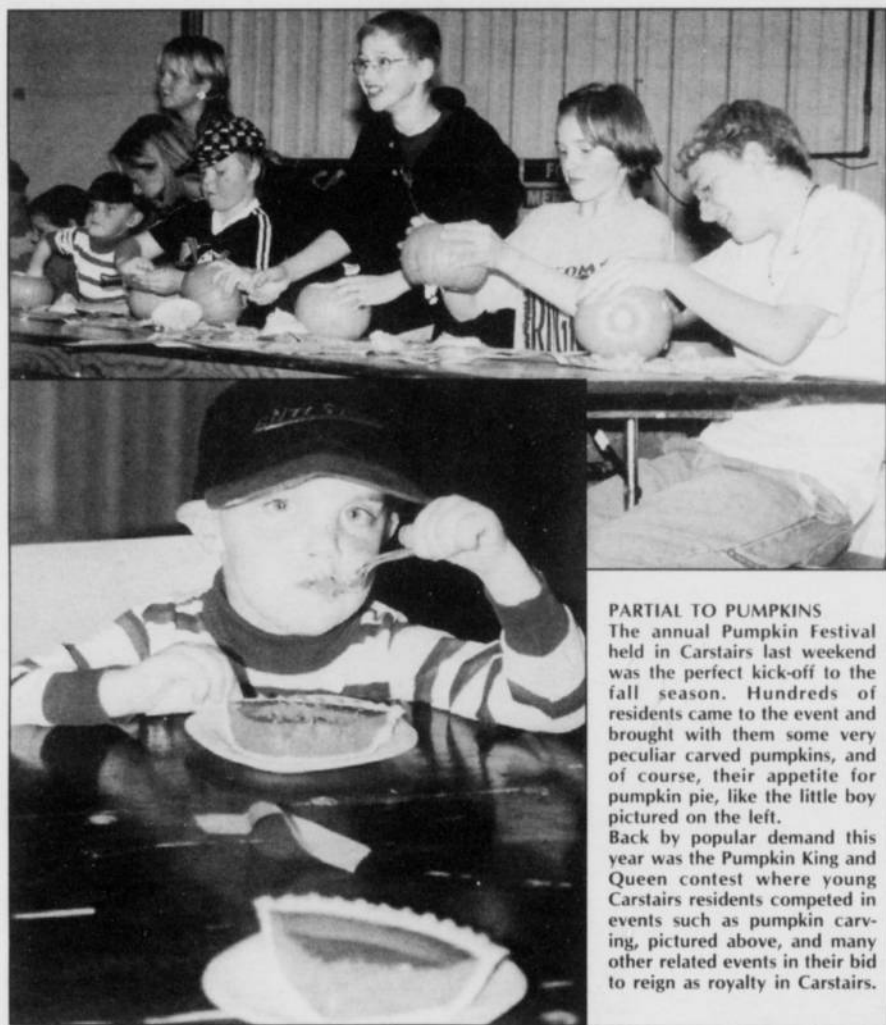 PARTIAL TO PUMPKINS
The annual Pumpkin Festival
held in Carstairs last weekend
was the perfect kick-off to the
fall season. Hundreds of
residents came to the event and
brought with them some very
peculiar carved pumpkins, and
of course, their appetite for
pumpkin pie, like the little boy
pictured on the left.
Back by popular demand this
year was the Pumpkin King and
Queen contest where young
Carstairs residents competed in
events such as pumpkin carv-
ing, pictured above, and many
other related events in their bid
to reign as royalty in Carstairs.